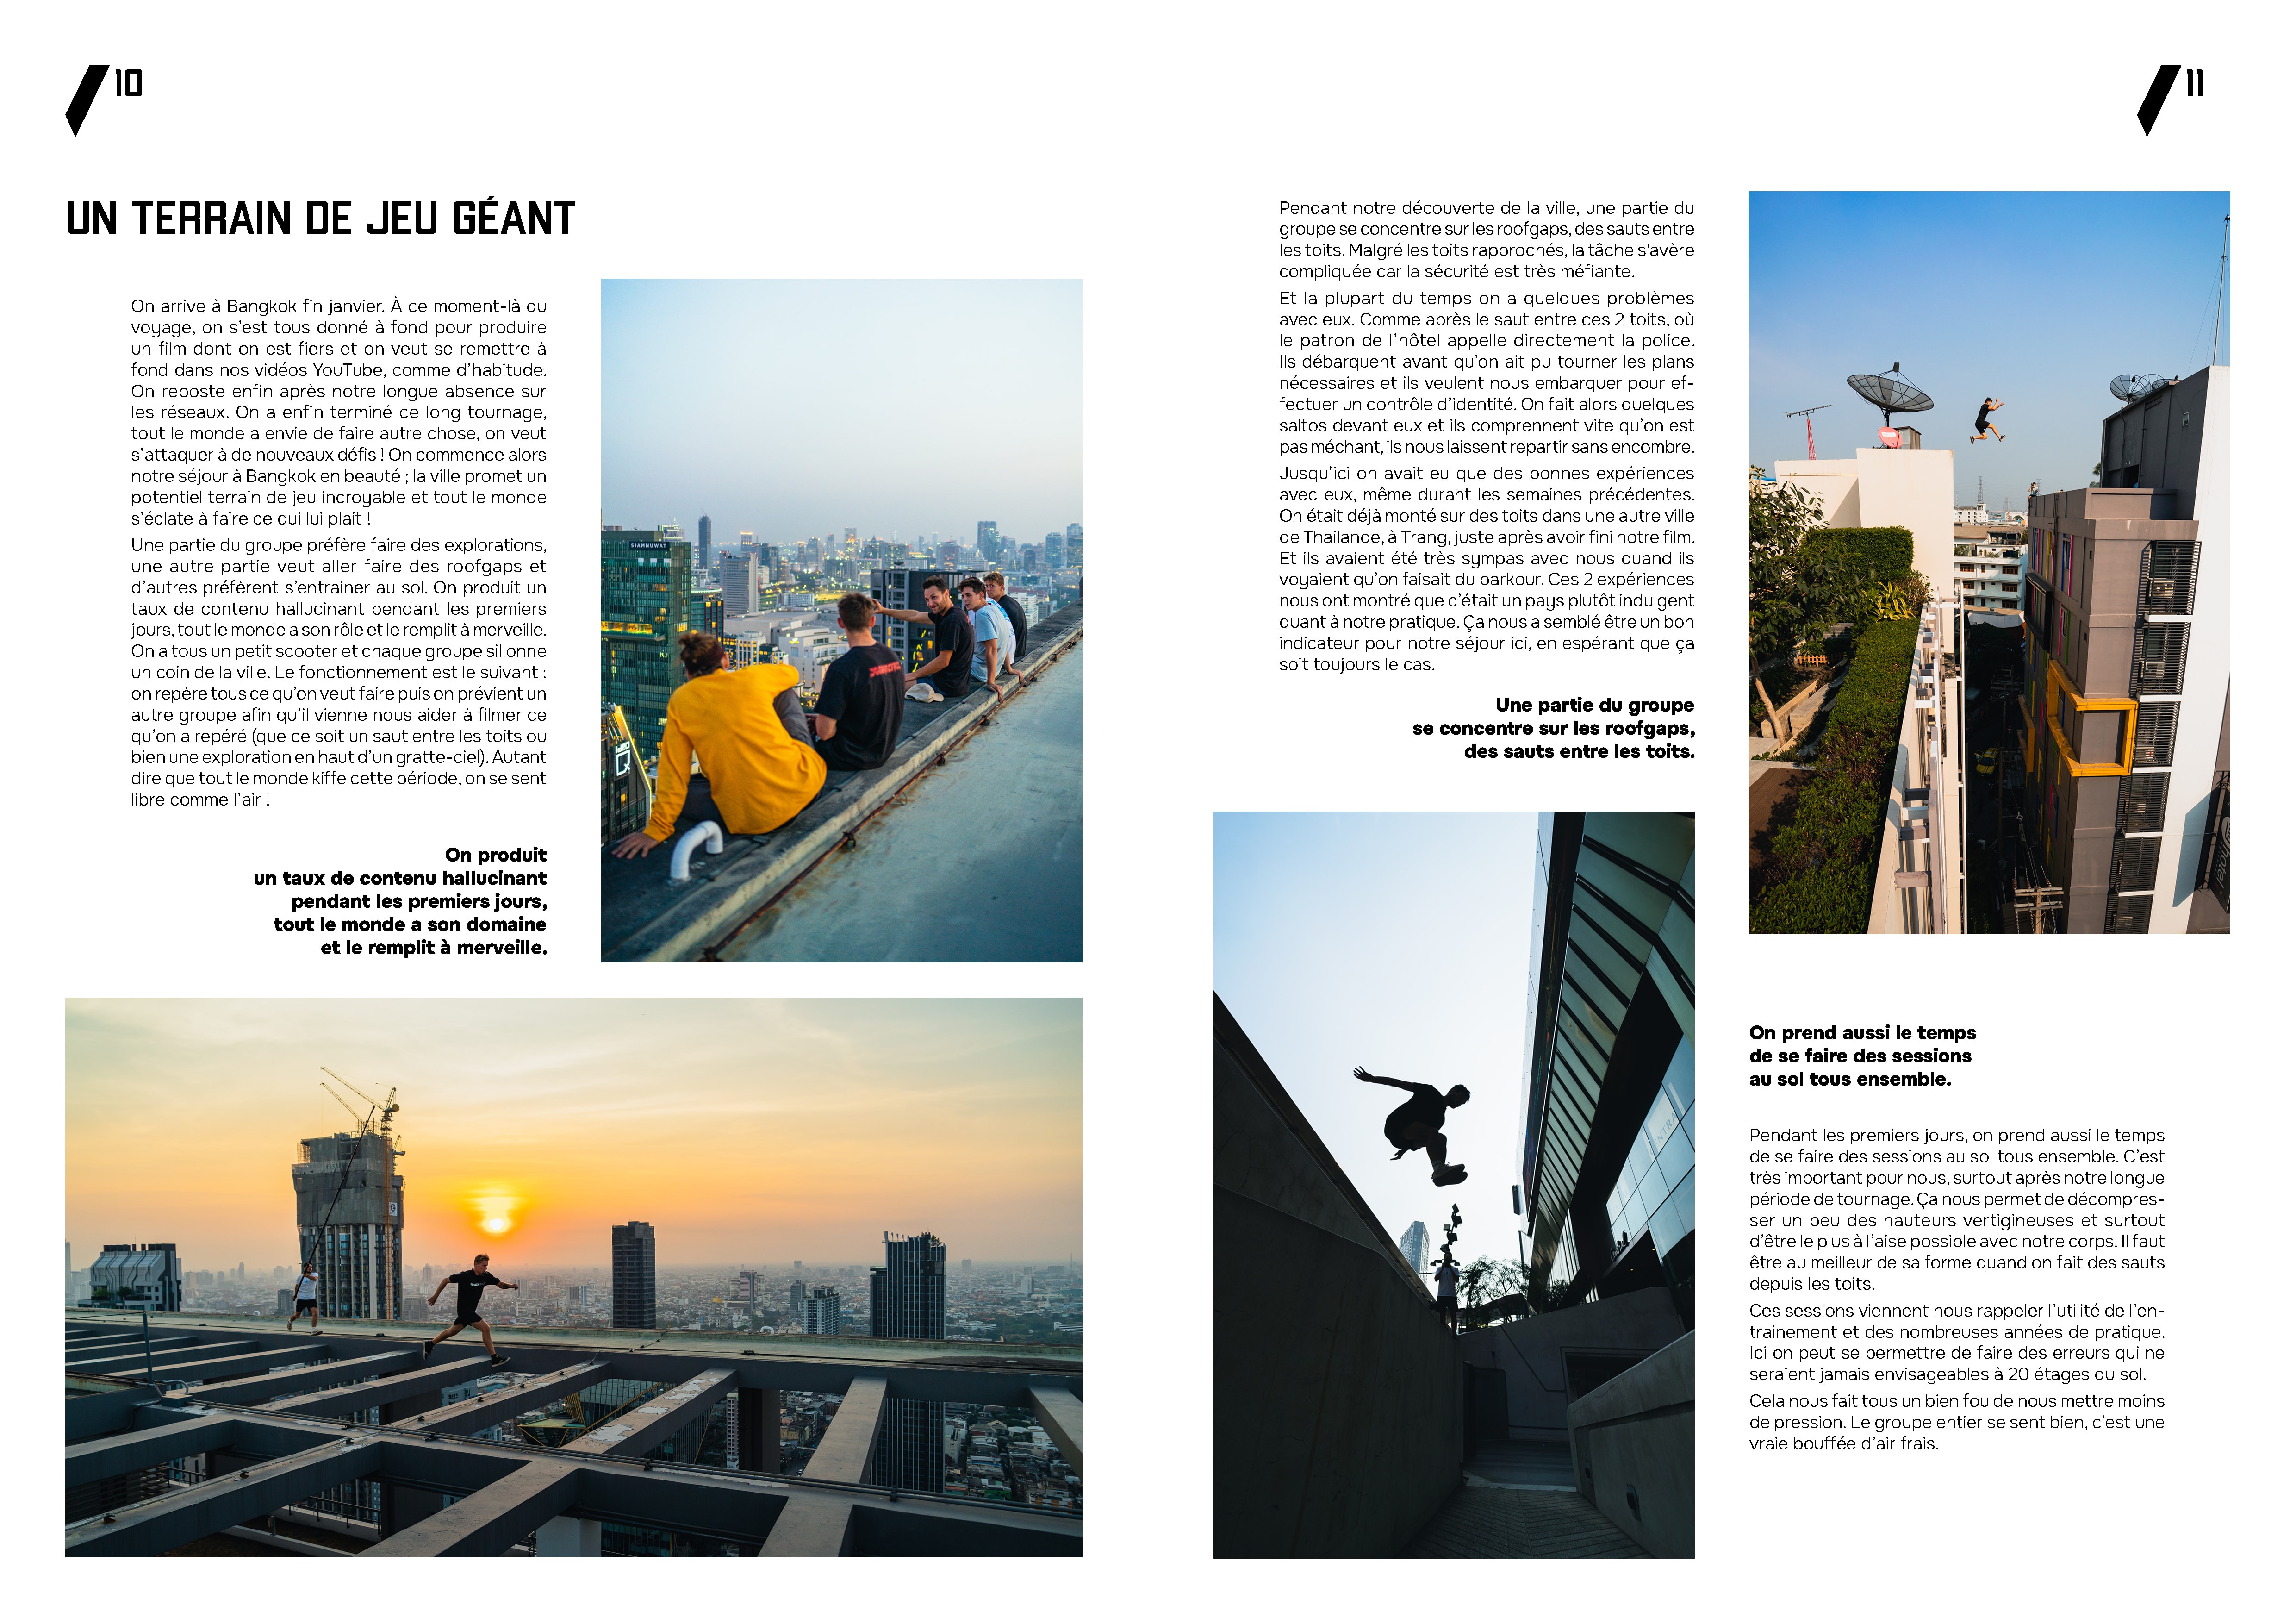 10
UN TERRAIN DE JEU GÉANT
On arrive à Bangkok fin janvier. À ce moment-là du
voyage, on s’est tous donné à fond pour produire
un film dont on est fiers et on veut se remettre à
fond dans nos vidéos YouTube, comme d’habitude.
On reposte enfin après notre longue absence sur
les réseaux. On a enfin terminé ce long tournage,
tout le monde a envie de faire autre chose, on veut
s’attaquer à de nouveaux défis ! On commence alors
notre séjour à Bangkok en beauté ; la ville promet un
potentiel terrain de jeu incroyable et tout le monde
s’éclate à faire ce qui lui plait !
Une partie du groupe préfère faire des explorations,
une autre partie veut aller faire des roofgaps et
d’autres préfèrent s’entrainer au sol. On produit un
taux de contenu hallucinant pendant les premiers
jours, tout le monde a son rôle et le remplit à merveille.
On a tous un petit scooter et chaque groupe sillonne
un coin de la ville. Le fonctionnement est le suivant :
on repère tous ce qu’on veut faire puis on prévient un
autre groupe afin qu’il vienne nous aider à filmer ce
qu’on a repéré (que ce soit un saut entre les toits ou
bien une exploration en haut d’un gratte-ciel). Autant
dire que tout le monde kiffe cette période, on se sent
libre comme l’air !
On produit
un taux de contenu hallucinant
pendant les premiers jours,
tout le monde a son domaine
et le remplit à merveille.
SIAMNUWAT
11
Pendant notre découverte de la ville, une partie du
groupe se concentre sur les roofgaps, des sauts entre
les toits. Malgré les toits rapprochés, la tâche s'avère
compliquée car la sécurité est très méfiante.
Et la plupart du temps on a quelques problèmes
avec eux. Comme après le saut entre ces 2 toits, où
le patron de l’hôtel appelle directement la police.
Ils débarquent avant qu’on ait pu tourner les plans
nécessaires et ils veulent nous embarquer pour ef-
fectuer un contrôle d’identité. On fait alors quelques
saltos devant eux et ils comprennent vite qu’on est
pas méchant, ils nous laissent repartir sans encombre.
Jusqu’ici on avait eu que des bonnes expériences
avec eux, même durant les semaines précédentes.
On était déjà monté sur des toits dans une autre ville
de Thailande, à Trang, juste après avoir fini notre film.
Et ils avaient été très sympas avec nous quand ils
voyaient qu’on faisait du parkour. Ces 2 expériences
nous ont montré que c’était un pays plutôt indulgent
quant à notre pratique. Ça nous a semblé être un bon
indicateur pour notre séjour ici, en espérant que ça
soit toujours le cas.
Une partie du groupe
se concentre sur les roofgaps,
des sauts entre les toits.
On prend aussi le temps
de se faire des sessions
au sol tous ensemble.
Pendant les premiers jours, on prend aussi le temps
de se faire des sessions au sol tous ensemble. C’est
très important pour nous, surtout après notre longue
période de tournage. Ça nous permet de décompres-
ser un peu des hauteurs vertigineuses et surtout
d’être le plus à l’aise possible avec notre corps. Il faut
être au meilleur de sa forme quand on fait des sauts
depuis les toits.
Ces sessions viennent nous rappeler l’utilité de l’en-
trainement et des nombreuses années de pratique.
Ici on peut se permettre de faire des erreurs qui ne
seraient jamais envisageables à 20 étages du sol.
Cela nous fait tous un bien fou de nous mettre moins
de pression. Le groupe entier se sent bien, c’est une
vraie bouffée d’air frais.